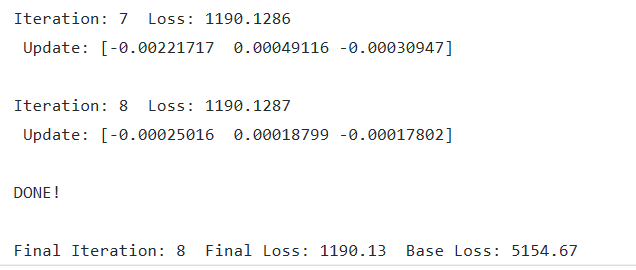 Iteration: 7  Loss: 1190.1286
 Update: [-0.00221717  0.00049116 -0.00030947]
Iteration: 8  Loss: 1190.1287
 Update: [-0.00025016  0.00018799 -0.00017802]
DONE!
Final Iteration: 8  Final Loss: 1190.13  Base Loss: 5154.67